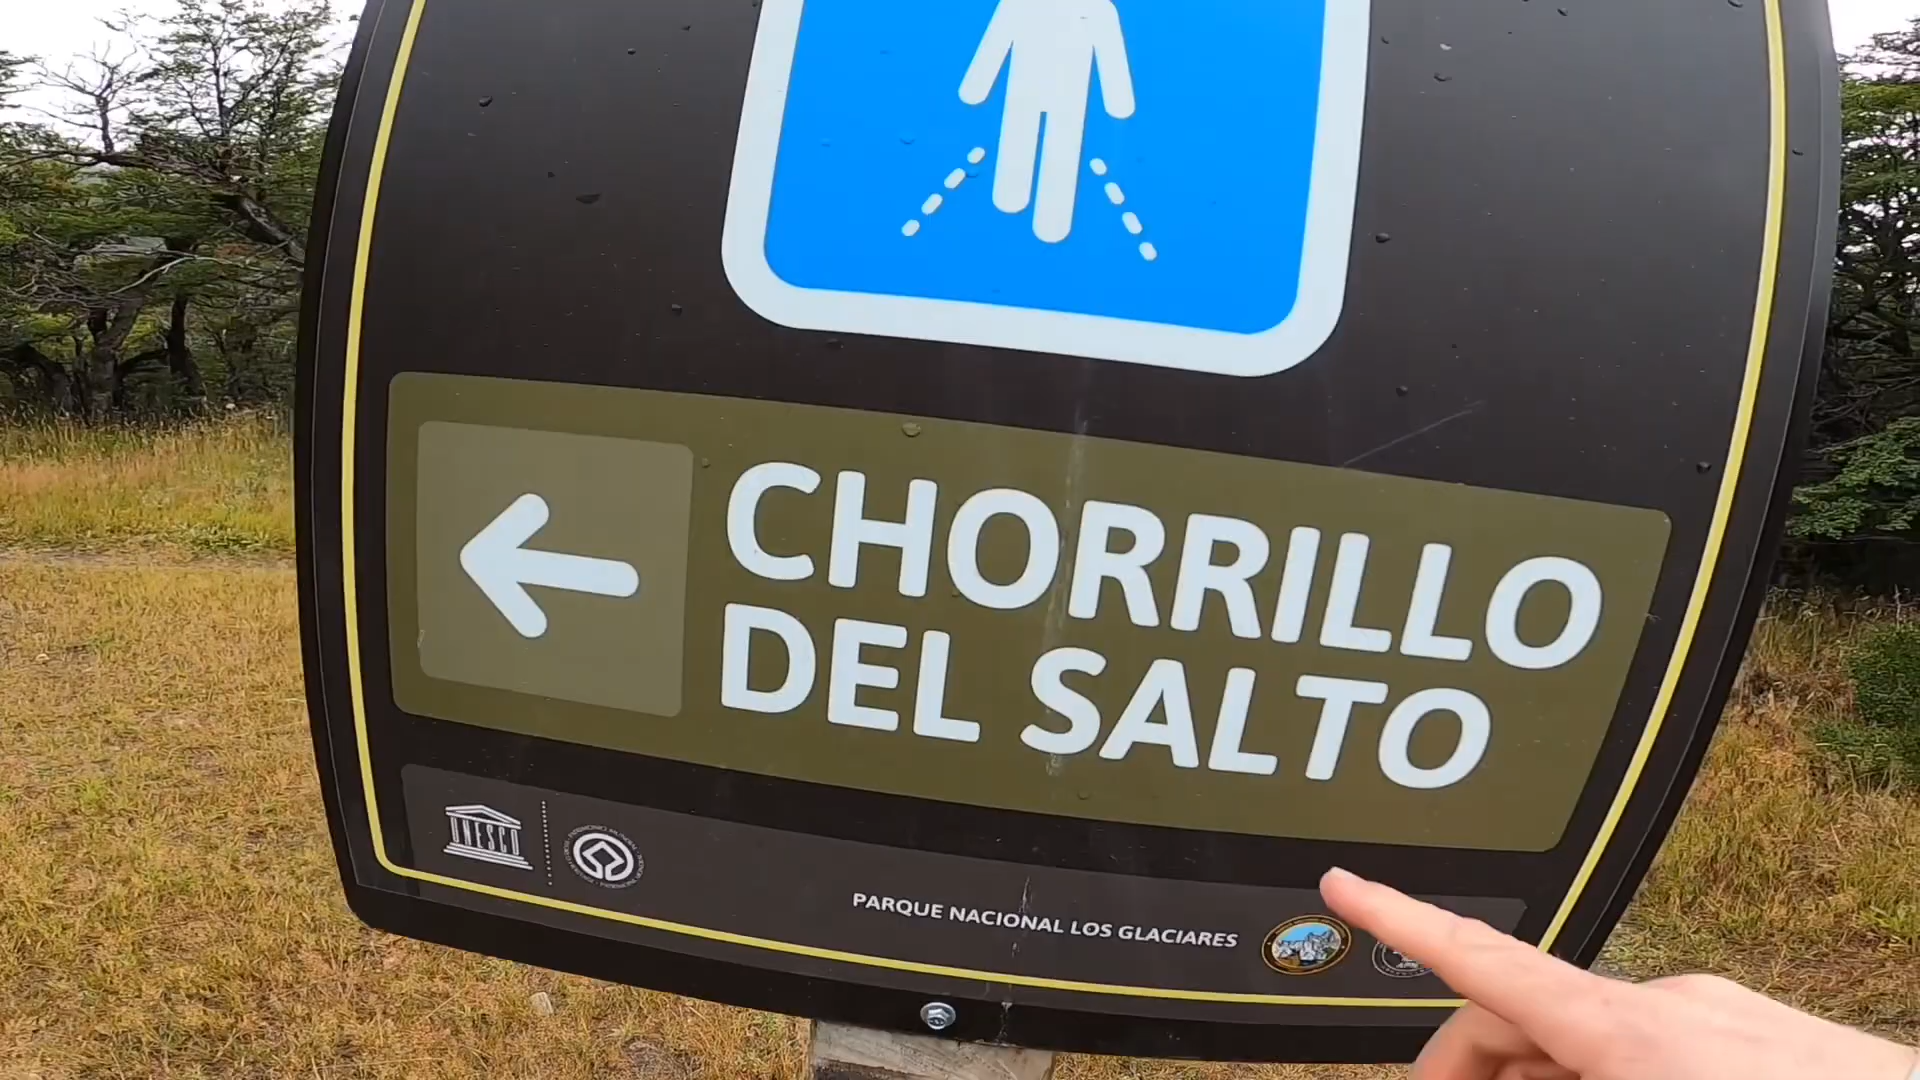 CHORRILLO
DEL SALTO
UNESCO
PARQUE NACIONAL LOS GLACIARES